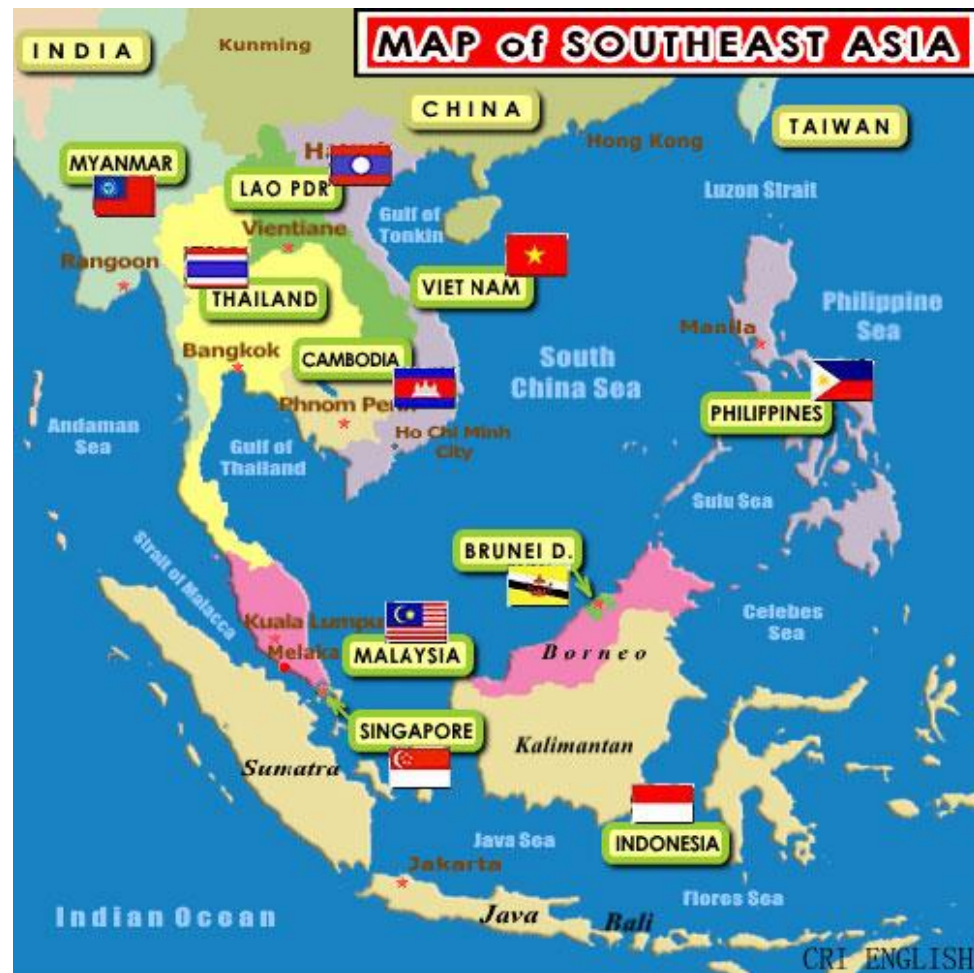 MAP of SOUTHEAST ASIA
INDIA
Kunming
CHINA
TAIWAN
Hong Kong
MYANMAR
LAO PDR
Luzon Strait
Gulf of
Tonkin
Vientiane
Rangoon
THAILAND
VIET NAM
Philippine
Sea
Manila
Bangkok
CAMBODIA
South
China Sea
Phnom
PHILIPPINES
Andaman
Sea
Gulf of
Thailand
Ho Chi Minh
City
Sulu Sea
Strait of Malacca
BRUNEI D.
Celebes
Sea
Kuala Lumpu
Melaka
MALAYSIA
Borneo
SINGAPORE
Kalimantan
Sumatra
INDONESIA
Java Sea
Jakarta
Flores Sea
Indian Ocean
Java
Bali
CRI ENGLISH